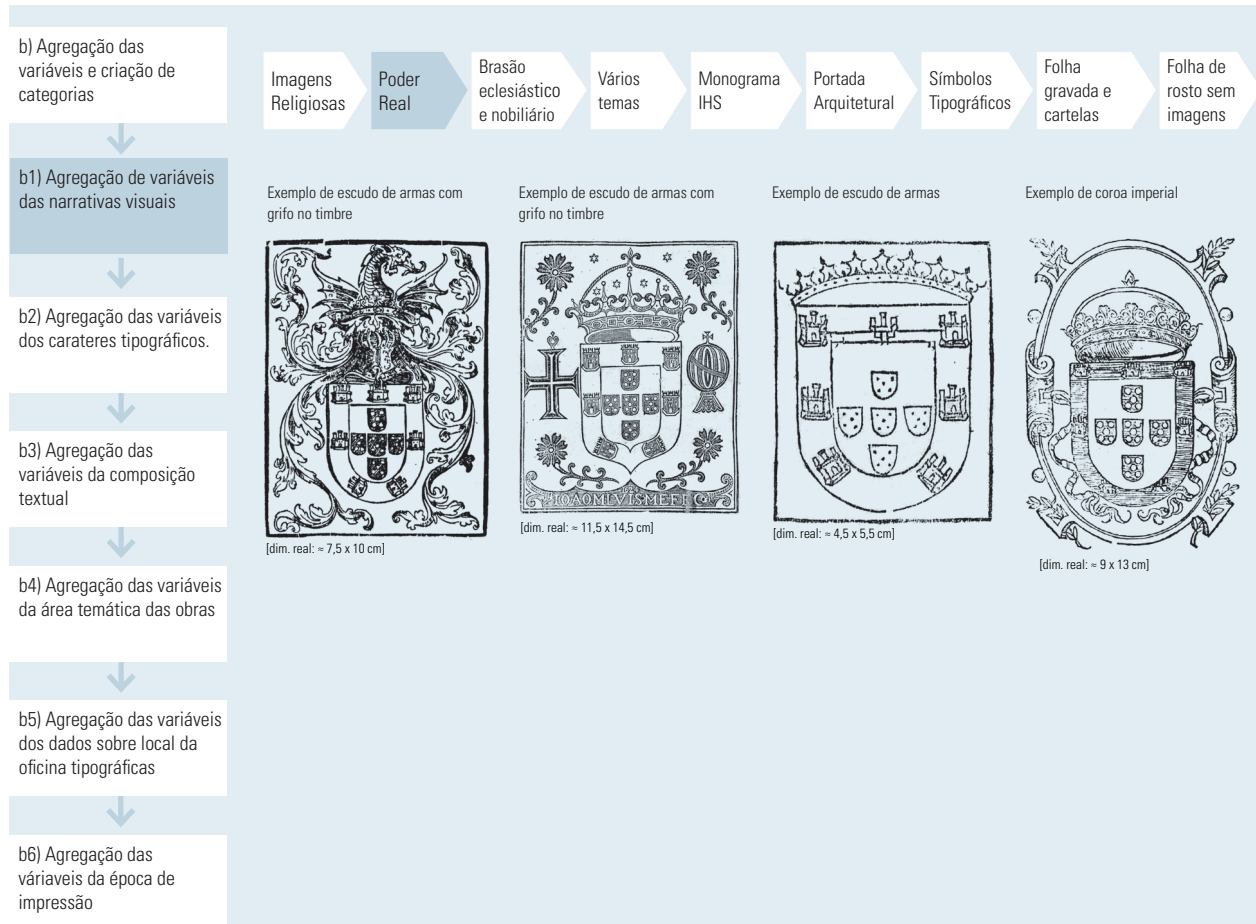 b) Agregação das
variáveis e criação de
categorias
Imagens
Religiosas
Poder
Real
Brasão
eclesiástico
e nobiliário
Vários
temas
Monograma
IHS
Portada
Arquitetural
Símbolos
Tipográficos
Folha
gravada e
cartelas
Folha de
rosto sem
imagens
b1) Agregação de variáveis
das narrativas visuais
Exemplo de escudo de armas com
grifo no timbre
[dim. real: ≈ 7,5 x 10 cm]
Exemplo de escudo de armas com
grifo no timbre
[dim. real: ≈ 11,5 x 14,5 cm]
Exemplo de escudo de armas
[dim. real: ≈ 4,5 x 5,5 cm]
Exemplo de coroa imperial
[dim. real: ≈ 9 x 13 cm]
b2) Agregação das variáveis
dos carateres tipográficos.
b3) Agregação das
variáveis da composição
textual
b4) Agregação das variáveis
da área temática das obras
b5) Agregação das variáveis
dos dados sobre local da
oficina tipográficas
b6) Agregação das
váriaveis da época de
impressão